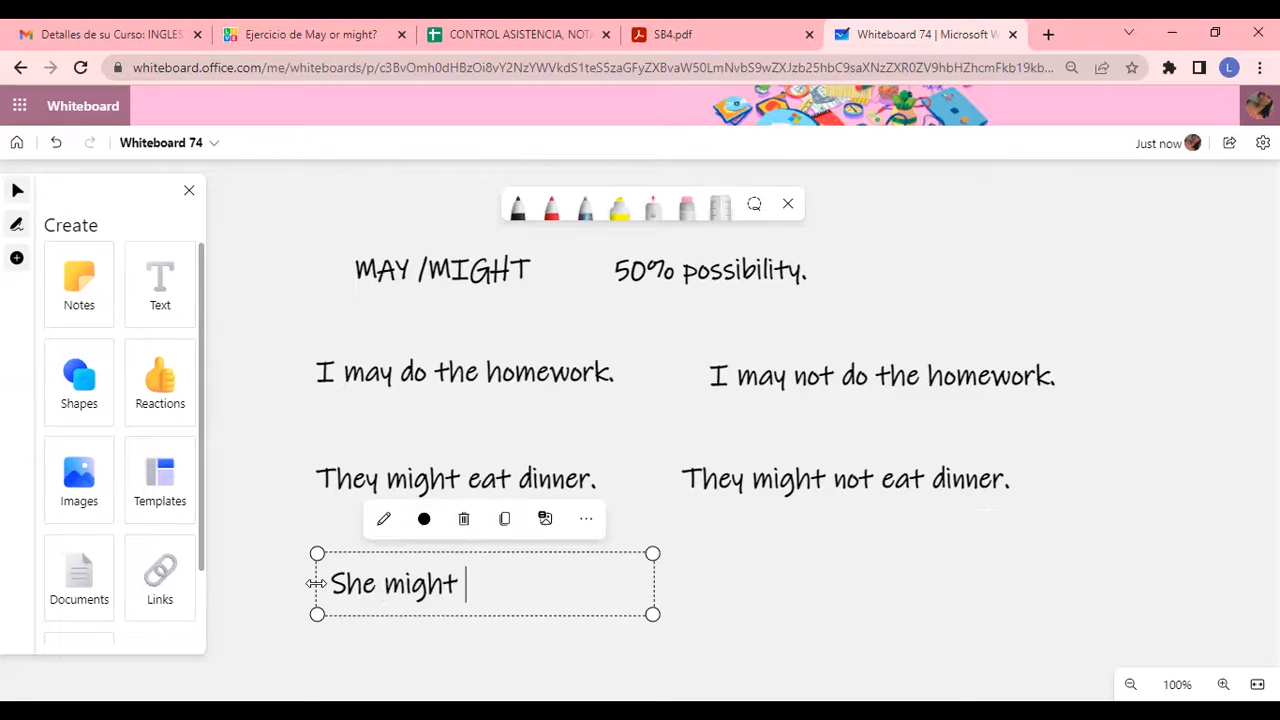 Detalles de su Curso: INGLES
Ejercicio de May or might?
CONTROL ASISTENCIA, NOTA
SB4.pdf
Whiteboard 74 | Microsoft W
Whiteboard
Whiteboard 74
Just now
Create
Notes
Text
Shapes
Reactions
Images
Templates
Documents
Links
MAY /MIGHT
50% possibility.
I may do the homework.
I may not do the homework.
They might eat dinner.
They might not eat dinner.
She might
100%